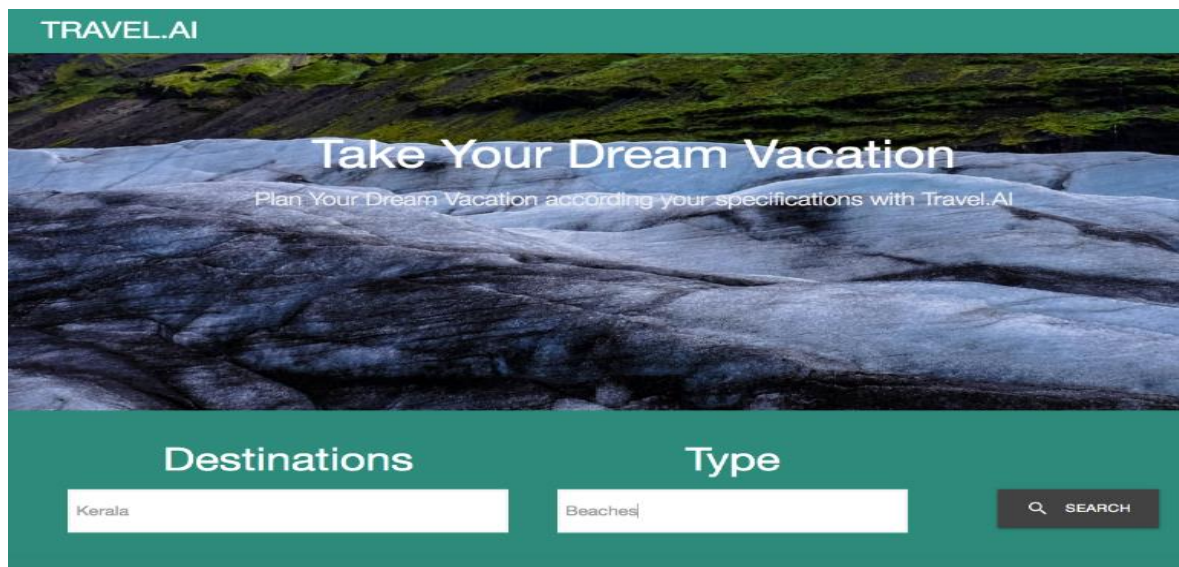 TRAVEL.AI
Take Your Dream Vacation
Plan Your Dream Vacation according your specifications with Travel.AI
Destinations
Type
Kerala
Beaches
SEARCH